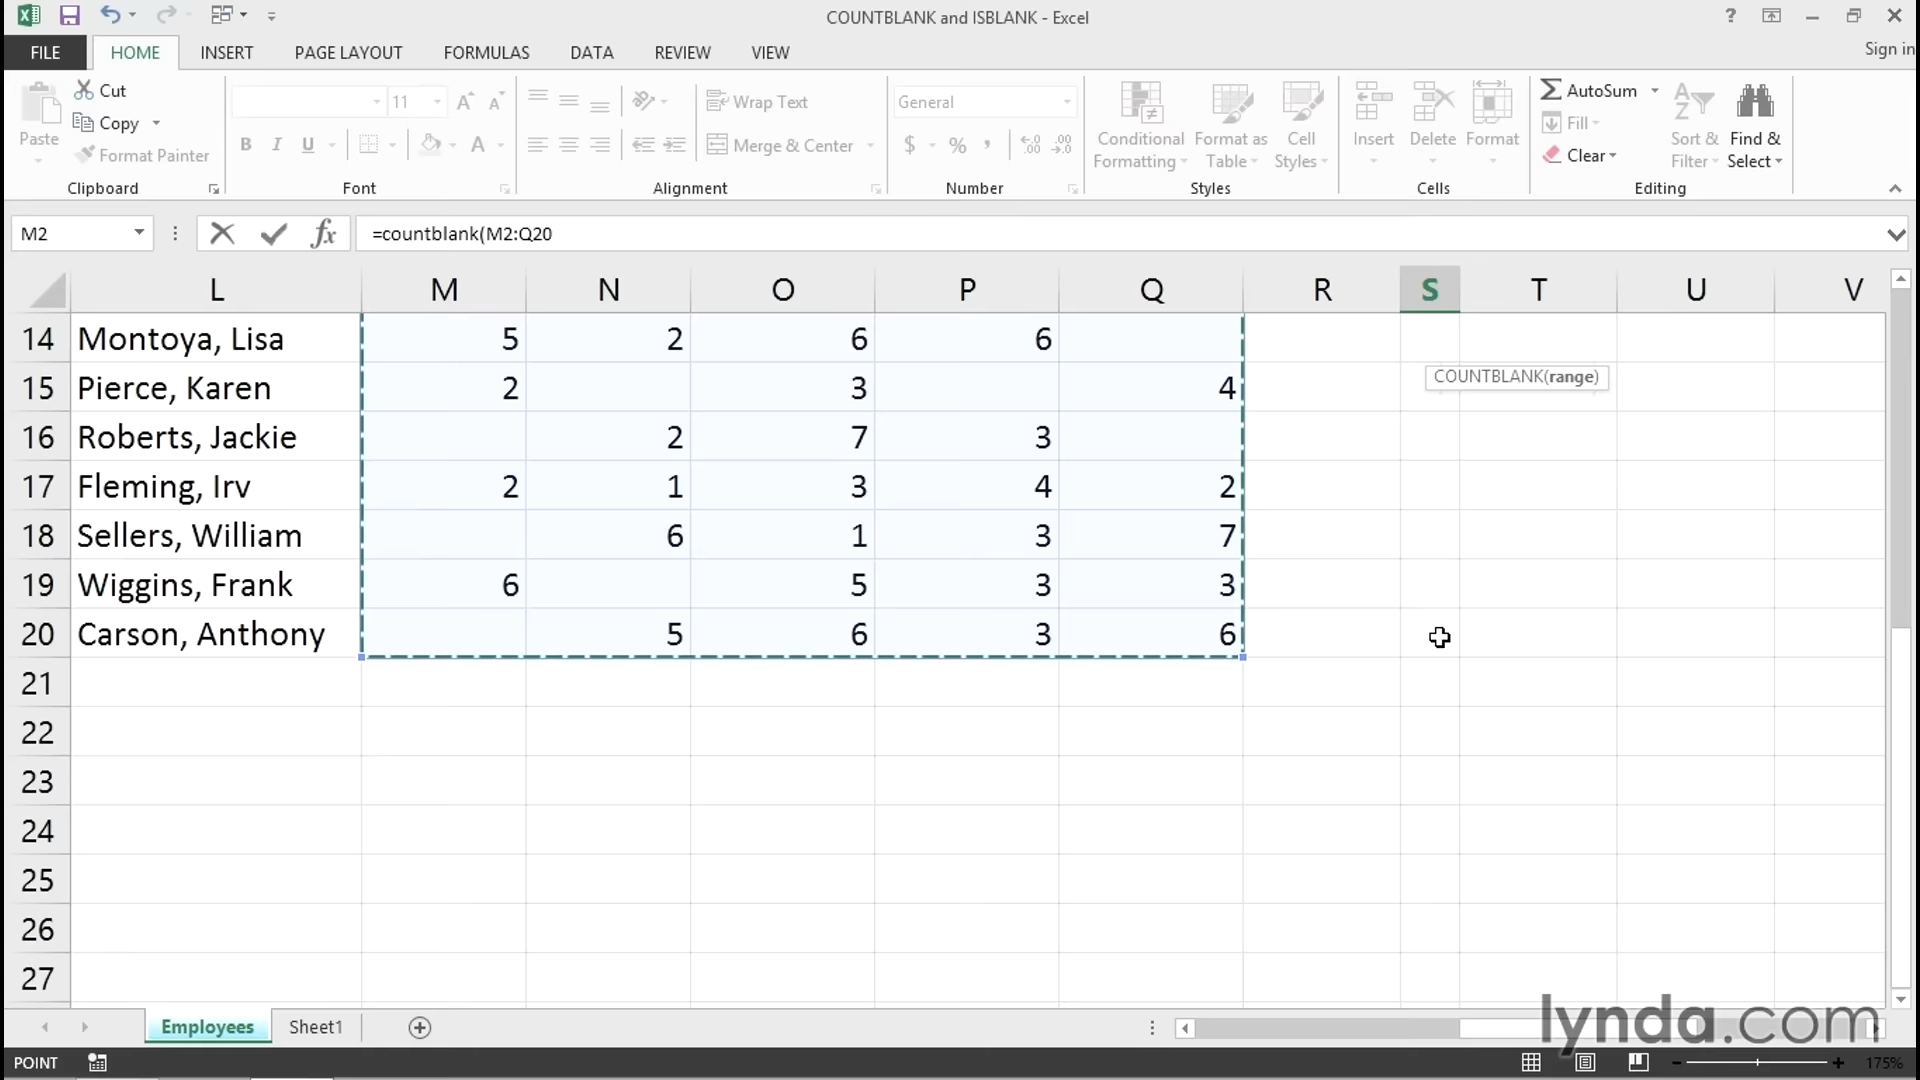 COUNTBLANK and ISBLANK - Excel
?
Sign in
FILE HOME INSERT PAGE LAYOUT FORMULAS DATA REVIEW VIEW
Paste
Cut
Copy
Format Painter
Clipboard
11
B I U
Font
Wrap Text
Merge & Center
Alignment
General
$ % ,
Number
Conditional Formatting
Format as Table
Cell Styles
Styles
Insert
Delete
Format
Cells
AutoSum
Fill
Clear
Sort & Filter
Find & Select
Editing
M2 fx =countblank(M2:Q20
L M N O P Q R S T U V
14 Montoya, Lisa 5 2 6 6
COUNTBLANK(range)
15 Pierce, Karen 2 3 4
16 Roberts, Jackie 2 7 3
17 Fleming, Irv 2 1 3 4 2
18 Sellers, William 6 1 3 7
19 Wiggins, Frank 6 5 3 3
20 Carson, Anthony 5 6 3 6
21
22
23
24
25
26
27
Employees Sheet1
lynda.com
POINT 175%